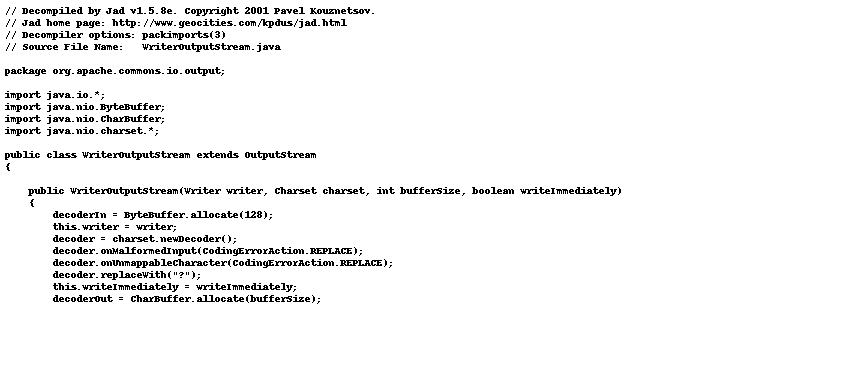 // Decompiled by Jad v1.5.8e. Copyright 2001 Pavel Kouznetsov.
// Jad home page: http://www.geocities.com/kpdus/jad.html
// Decompiler options: packimports(3)
// Source File Name:   WriterOutputStream.java

package org.apache.commons.io.output;

import java.io.*;
import java.nio.ByteBuffer;
import java.nio.CharBuffer;
import java.nio.charset.*;

public class WriterOutputStream extends OutputStream
{

    public WriterOutputStream(Writer writer, Charset charset, int bufferSize, boolean writeImmediately)
    {
        decoderIn = ByteBuffer.allocate(128);
        this.writer = writer;
        decoder = charset.newDecoder();
        decoder.onMalformedInput(CodingErrorAction.REPLACE);
        decoder.onUnmappableCharacter(CodingErrorAction.REPLACE);
        decoder.replaceWith("?");
        this.writeImmediately = writeImmediately;
        decoderOut = CharBuffer.allocate(bufferSize);